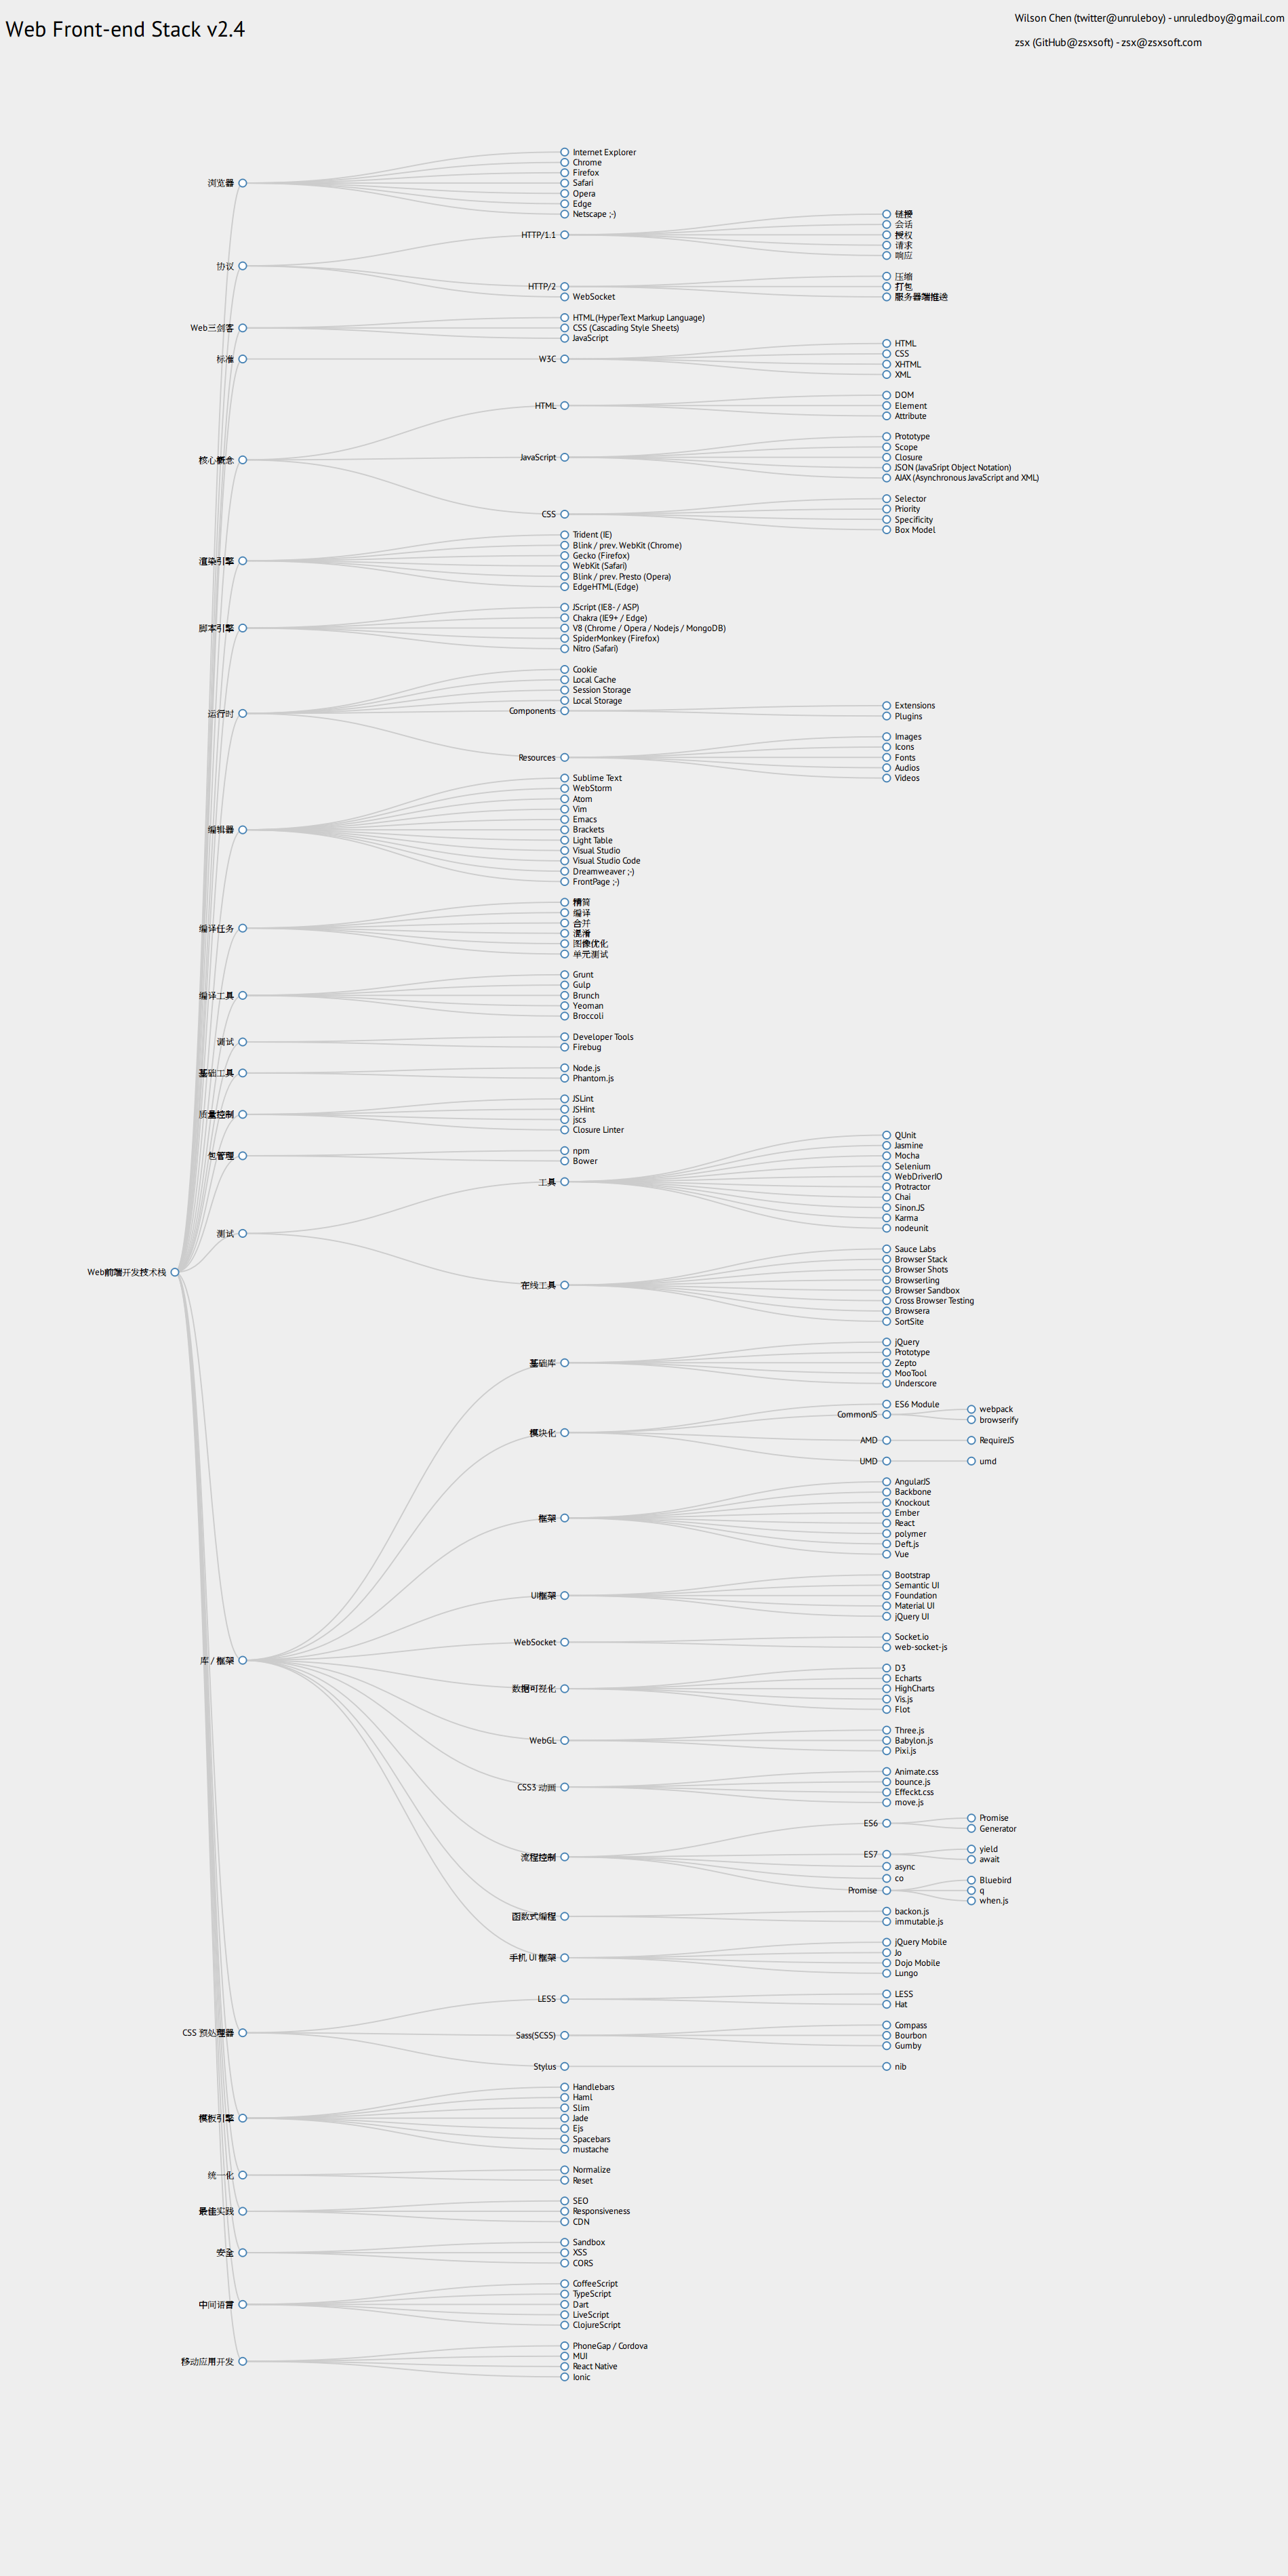 Web Front-end Stack v2.4
Wilson Chen (twitter@unruleboy) - unruledboy@gmail.com
zsx (GitHub@zsxsoft) - zsx@zsxsoft.com
Web前端开发技术栈
浏览器
Internet Explorer
Chrome
Firefox
Safari
Opera
Edge
Netscape ;-)
协议
HTTP/1.1
链接
会话
授权
请求
响应
HTTP/2
压缩
打包
服务器端推送
WebSocket
Web三剑客
HTML (HyperText Markup Language)
CSS (Cascading Style Sheets)
JavaScript
标准
W3C
HTML
CSS
XHTML
XML
核心概念
HTML
DOM
Element
Attribute
JavaScript
Prototype
Scope
Closure
JSON (JavaSript Object Notation)
AJAX (Asynchronous JavaScript and XML)
CSS
Selector
Priority
Specificity
Box Model
渲染引擎
Trident (IE)
Blink / prev. WebKit (Chrome)
Gecko (Firefox)
WebKit (Safari)
Blink / prev. Presto (Opera)
EdgeHTML (Edge)
脚本引擎
JScript (IE8- / ASP)
Chakra (IE9+ / Edge)
V8 (Chrome / Opera / Nodejs / MongoDB)
SpiderMonkey (Firefox)
Nitro (Safari)
运行时
Cookie
Local Cache
Session Storage
Local Storage
Components
Extensions
Plugins
Resources
Images
Icons
Fonts
Audios
Videos
编辑器
Sublime Text
WebStorm
Atom
Vim
Emacs
Brackets
Light Table
Visual Studio
Visual Studio Code
Dreamweaver ;-)
FrontPage ;-)
编译任务
精简
编译
合并
混淆
图像优化
单元测试
编译工具
Grunt
Gulp
Brunch
Yeoman
Broccoli
调试
Developer Tools
Firebug
基础工具
Node.js
Phantom.js
质量控制
JSLint
JSHint
jscs
Closure Linter
包管理
npm
Bower
测试
工具
QUnit
Jasmine
Mocha
Selenium
WebDriverIO
Protractor
Chai
Sinon.JS
Karma
nodeunit
在线工具
Sauce Labs
Browser Stack
Browser Shots
Browserling
Browser Sandbox
Cross Browser Testing
Browsera
SortSite
库 / 框架
基础库
jQuery
Prototype
Zepto
MooTool
Underscore
模块化
ES6 Module
CommonJS
webpack
browserify
AMD
RequireJS
UMD
umd
框架
AngularJS
Backbone
Knockout
Ember
React
polymer
Deft.js
Vue
UI框架
Bootstrap
Semantic UI
Foundation
Material UI
jQuery UI
WebSocket
Socket.io
web-socket-js
数据可视化
D3
Echarts
HighCharts
Vis.js
Flot
WebGL
Three.js
Babylon.js
Pixi.js
CSS3 动画
Animate.css
bounce.js
Effeckt.css
move.js
流程控制
ES6
Promise
Generator
ES7
yield
await
async
co
Promise
Bluebird
q
when.js
函数式编程
backon.js
immutable.js
手机 UI 框架
jQuery Mobile
Jo
Dojo Mobile
Lungo
CSS 预处理器
LESS
LESS
Hat
Sass(SCSS)
Compass
Bourbon
Gumby
Stylus
nib
模板引擎
Handlebars
Haml
Slim
Jade
Ejs
Spacebars
mustache
统一化
Normalize
Reset
最佳实践
SEO
Responsiveness
CDN
安全
Sandbox
XSS
CORS
中间语言
CoffeeScript
TypeScript
Dart
LiveScript
ClojureScript
移动应用开发
PhoneGap / Cordova
MUI
React Native
Ionic